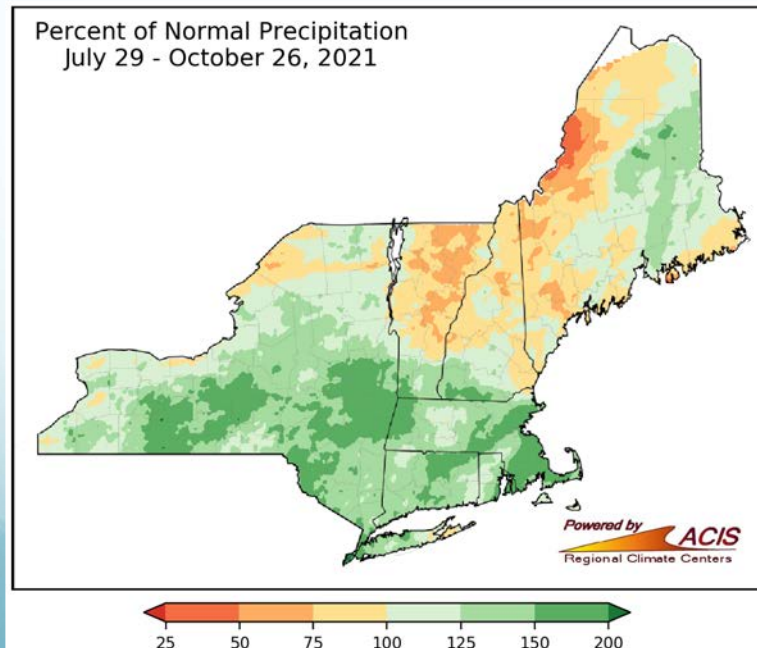 Percent of Normal Precipitation
July 29 - October 26, 2021
Powered by
ACIS
Regional Climate Centers
25 50 75 100 125 150 200